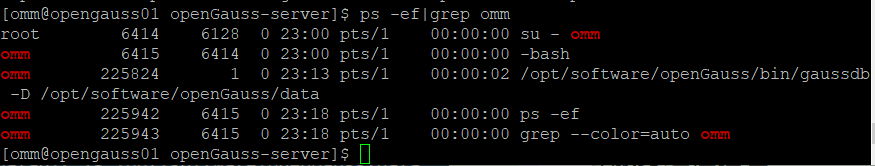 [omm@opengauss01 openGauss-server]$ ps -ef|grep omm
root 6414 6128 0 23:00 pts/1 00:00:00 su - omm
omm 6415 6414 0 23:00 pts/1 00:00:00 -bash
omm 225824 1 0 23:13 pts/1 00:00:02 /opt/software/openGauss/bin/gaussdb
-D /opt/software/openGauss/data
omm 225942 6415 0 23:18 pts/1 00:00:00 ps -ef
omm 225943 6415 0 23:18 pts/1 00:00:00 grep --color=auto omm
[omm@opengauss01 openGauss-server]$